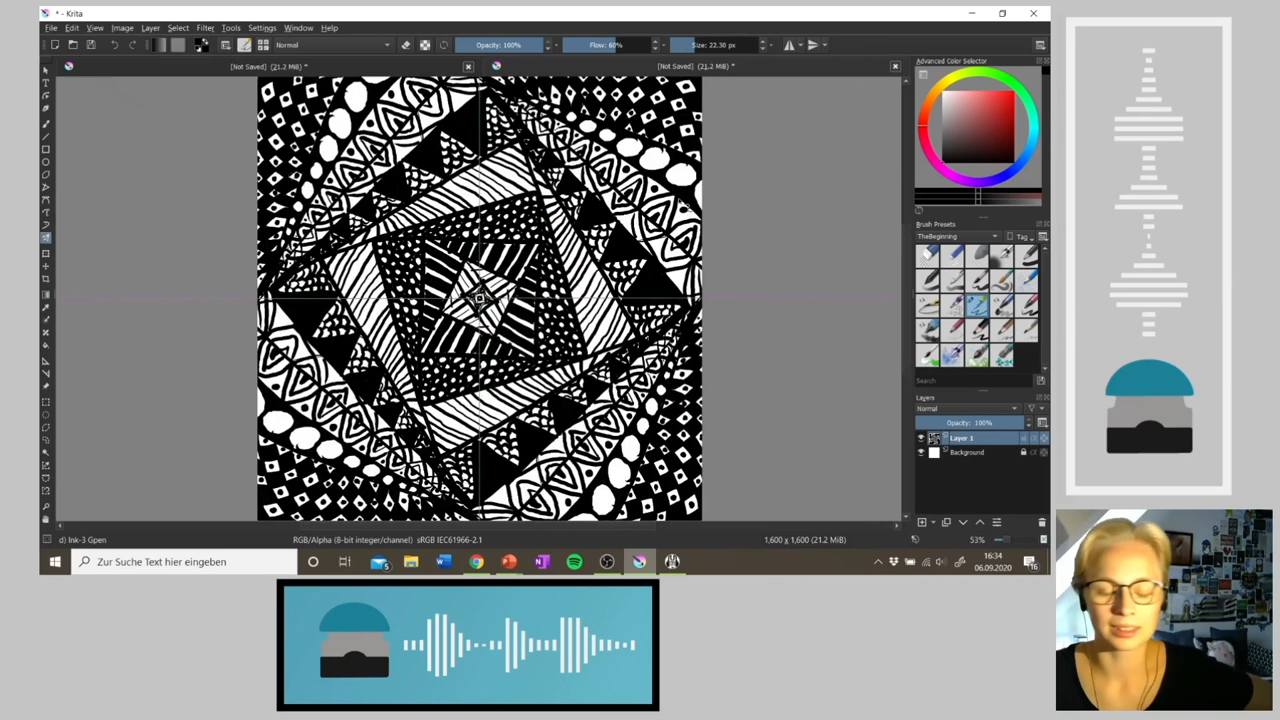 * - Krita
File Edit View Image Layer Select Filter Tools Settings Window Help
Normal Opacity: 100% Flow: 60% Size: 22.30 px
[Not Saved] (21.2 MiB) * [Not Saved] (21.2 MiB) *
Advanced Color Selector
Brush Presets
TheBeginning Tag
Search
Layers
Normal
Opacity: 100%
Layer 1
Background
d) Ink-3 Gpen RGB/Alpha (8-bit integer/channel) sRGB IEC61966-2.1 1,600 x 1,600 (21.2 MiB) 53%
Zur Suche Text hier eingeben
16:34
06.09.2020
5
16